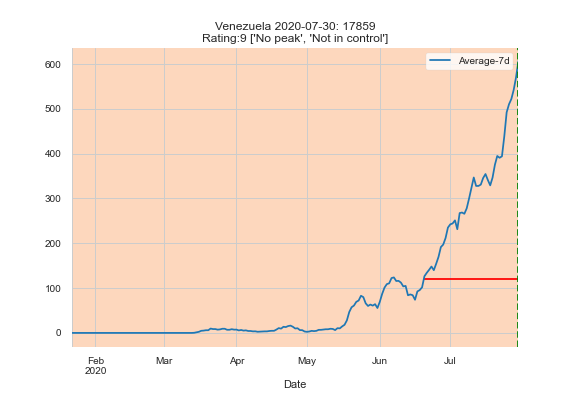 Venezuela 2020-07-30: 17859
Rating:9 ['No peak', 'Not in control']
Average-7d
600
500
400
300
200
100
0
Feb Mar Apr May Jun Jul
2020
Date